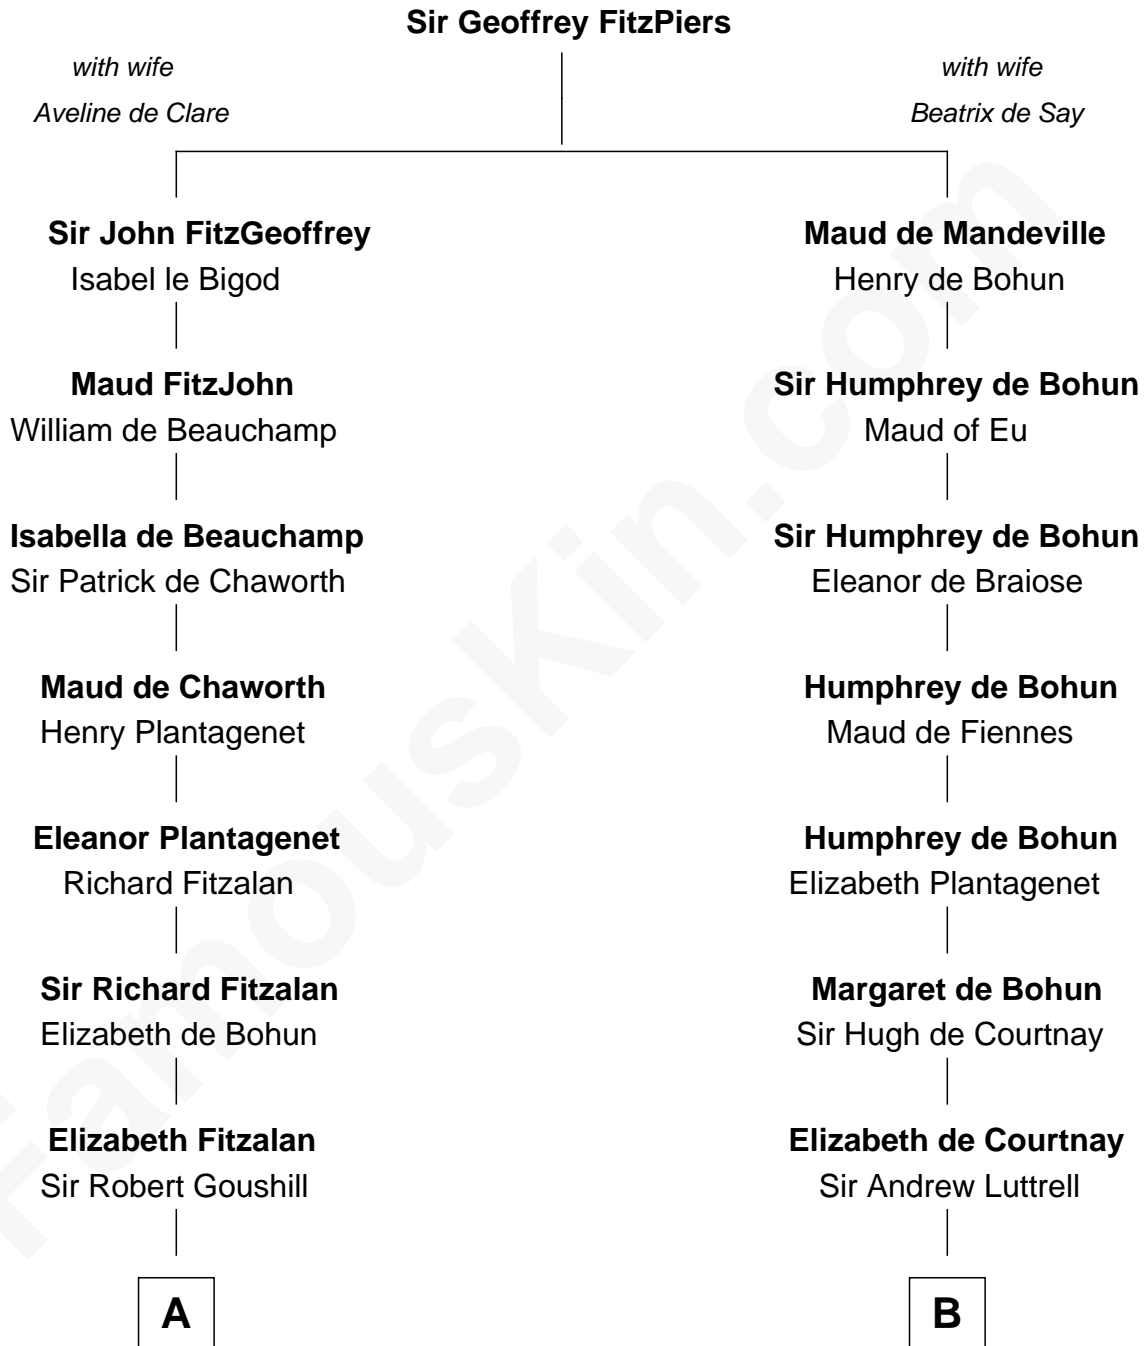 Sir Geoffrey FitzPiers
with wife
Aveline de Clare
with wife
Beatrix de Say
Sir John FitzGeoffrey
Isabel le Bigod
Maud de Mandeville
Henry de Bohun
Maud FitzJohn
William de Beauchamp
Sir Humphrey de Bohun
Maud of Eu
Isabella de Beauchamp
Sir Patrick de Chaworth
Sir Humphrey de Bohun
Eleanor de Braiose
Maud de Chaworth
Henry Plantagenet
Humphrey de Bohun
Maud de Fiennes
Eleanor Plantagenet
Richard Fitzalan
Humphrey de Bohun
Elizabeth Plantagenet
Sir Richard Fitzalan
Elizabeth de Bohun
Margaret de Bohun
Sir Hugh de Courtnay
Elizabeth Fitzalan
Sir Robert Goushill
Elizabeth de Courtnay
Sir Andrew Luttrell
A
B
FamousKin.com